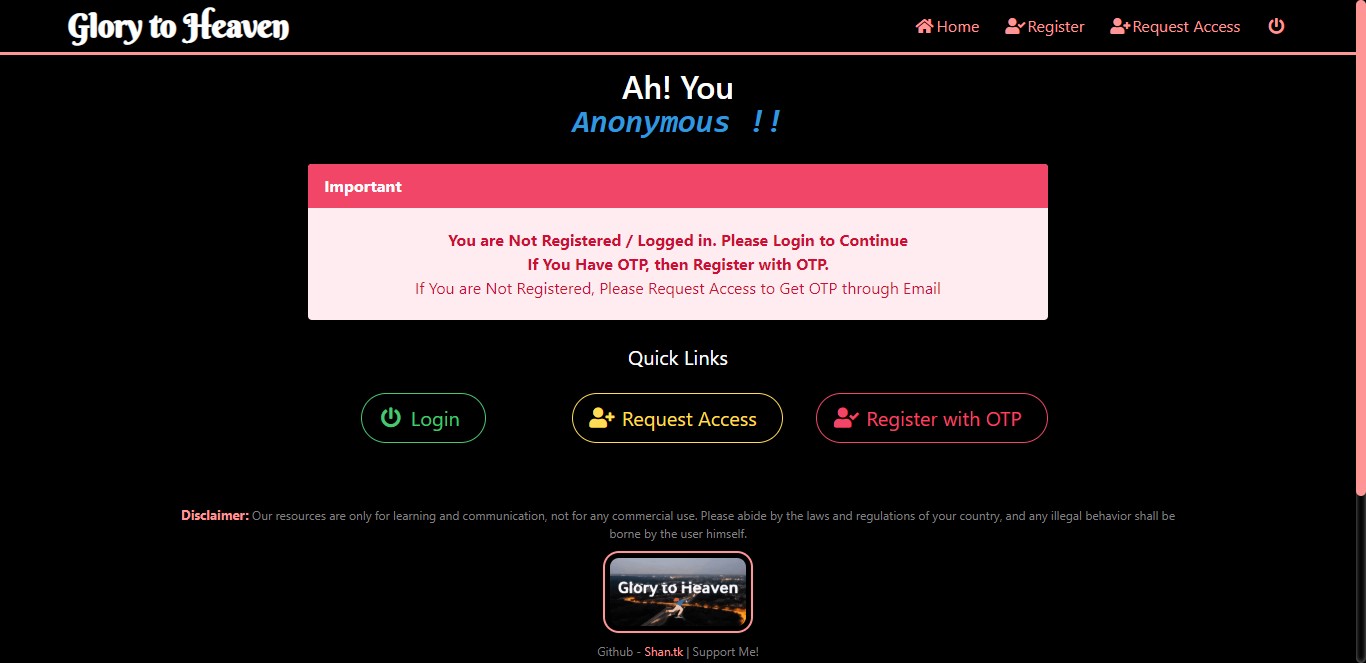 Glory to Heaven
Home Register Request Access
Ah! You
Anonymous !!
Important
You are Not Registered / Logged in. Please Login to Continue
If You Have OTP, then Register with OTP.
If You are Not Registered, Please Request Access to Get OTP through Email
Quick Links
Login Request Access Register with OTP
Disclaimer: Our resources are only for learning and communication, not for any commercial use. Please abide by the laws and regulations of your country, and any illegal behavior shall be
borne by the user himself.
Glory to Heaven
Github - Shan.tk | Support Me!